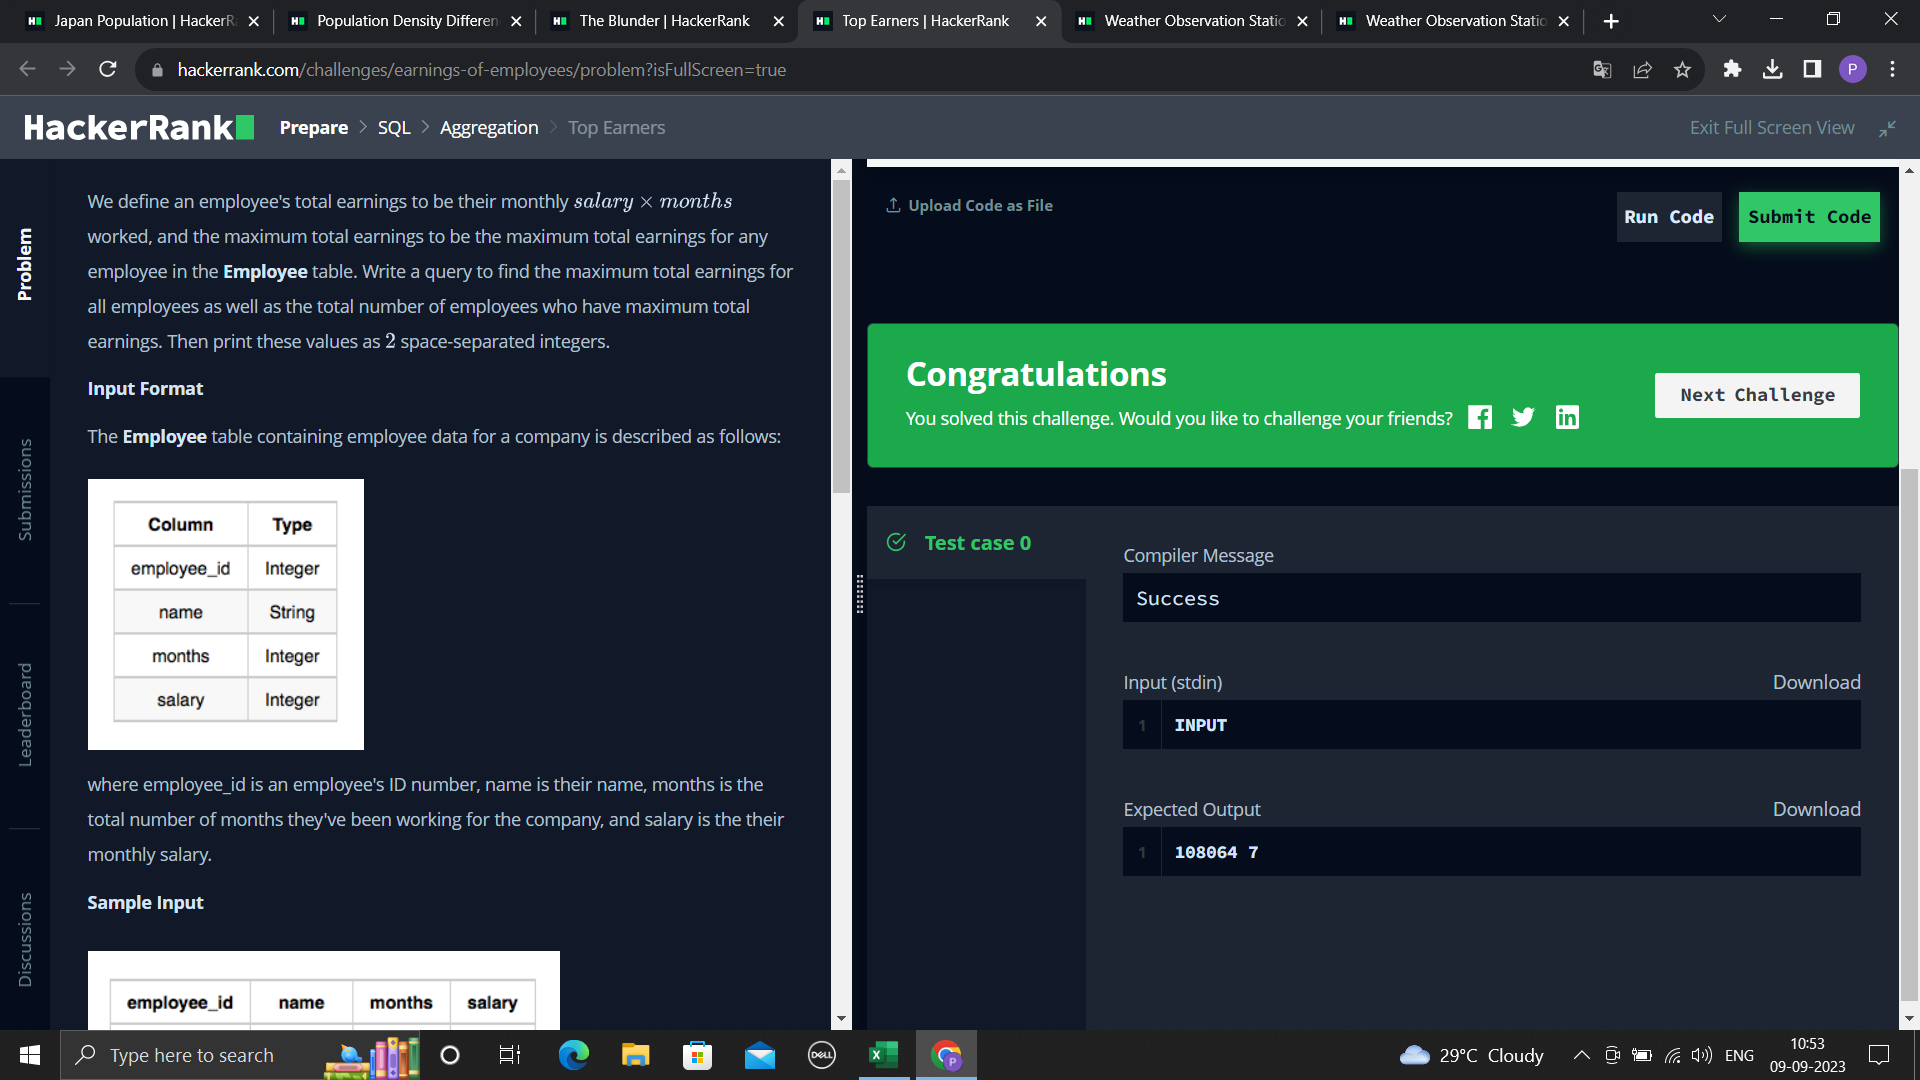 Japan Population | HackerR
Population Density Differen
The Blunder | HackerRank
Top Earners | HackerRank
Weather Observation Statio
Weather Observation Statio
hackerrank.com/challenges/earnings-of-employees/problem?isFullScreen=true
P
HackerRank
Prepare > SQL > Aggregation > Top Earners
Exit Full Screen View
Problem
Submissions
Leaderboard
Discussions
We define an employee's total earnings to be their monthly salary × months
worked, and the maximum total earnings to be the maximum total earnings for any
employee in the Employee table. Write a query to find the maximum total earnings for
all employees as well as the total number of employees who have maximum total
earnings. Then print these values as 2 space-separated integers.
Input Format
The Employee table containing employee data for a company is described as follows:
Column Type
employee_id Integer
name String
months Integer
salary Integer
where employee_id is an employee's ID number, name is their name, months is the
total number of months they've been working for the company, and salary is the their
monthly salary.
Sample Input
employee_id name months salary
Upload Code as File
Run Code
Submit Code
Congratulations
You solved this challenge. Would you like to challenge your friends?
Next Challenge
Test case 0
Compiler Message
Success
Input (stdin)
Download
1 INPUT
Expected Output
Download
1 108064 7
Type here to search
DELL
29°C Cloudy
ENG
10:53
09-09-2023